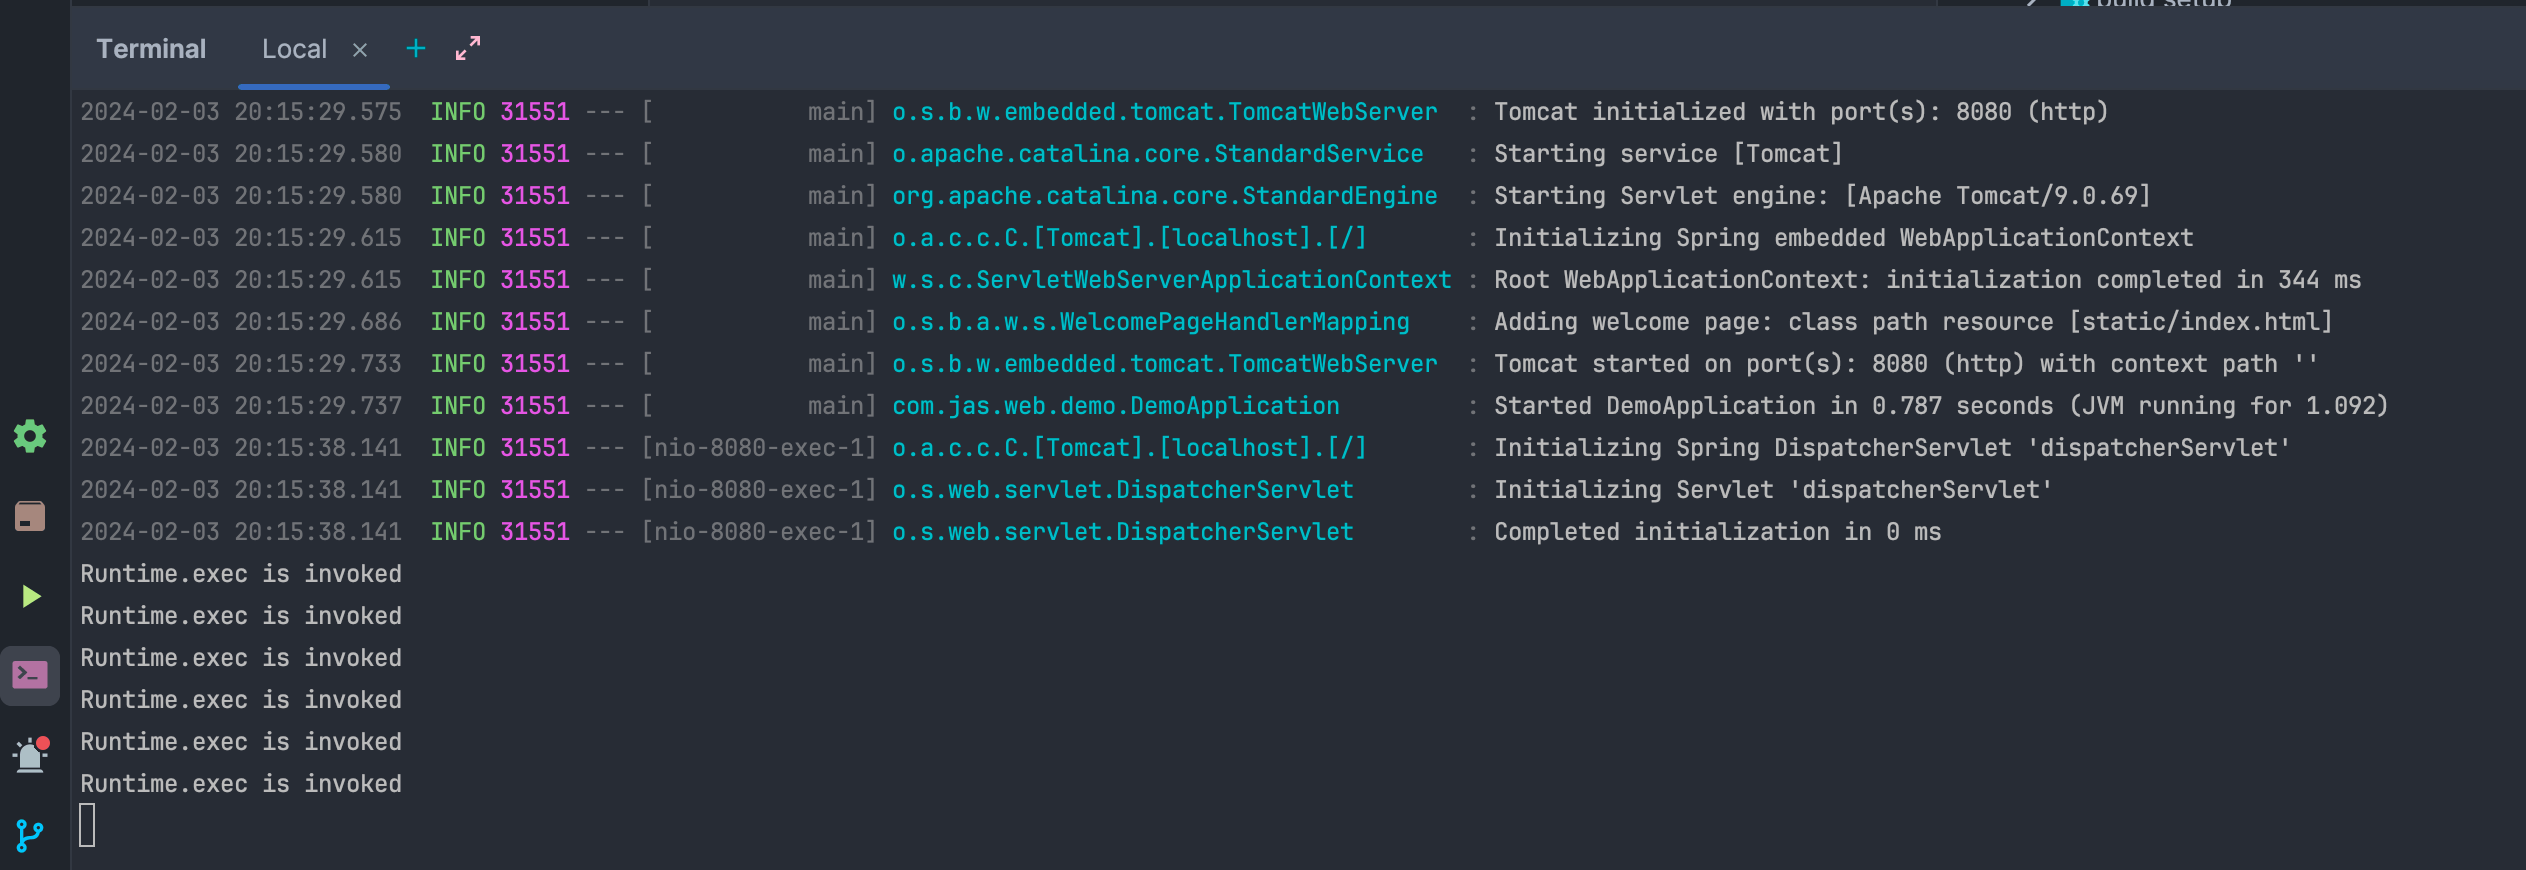 build setup
Terminal Local
2024-02-03 20:15:29.575  INFO 31551 --- [           main] o.s.b.w.embedded.tomcat.TomcatWebServer  : Tomcat initialized with port(s): 8080 (http)
2024-02-03 20:15:29.580  INFO 31551 --- [           main] o.apache.catalina.core.StandardService   : Starting service [Tomcat]
2024-02-03 20:15:29.580  INFO 31551 --- [           main] org.apache.catalina.core.StandardEngine  : Starting Servlet engine: [Apache Tomcat/9.0.69]
2024-02-03 20:15:29.615  INFO 31551 --- [           main] o.a.c.c.C.[Tomcat].[localhost].[/]       : Initializing Spring embedded WebApplicationContext
2024-02-03 20:15:29.615  INFO 31551 --- [           main] w.s.c.ServletWebServerApplicationContext : Root WebApplicationContext: initialization completed in 344 ms
2024-02-03 20:15:29.686  INFO 31551 --- [           main] o.s.b.a.w.s.WelcomePageHandlerMapping    : Adding welcome page: class path resource [static/index.html]
2024-02-03 20:15:29.733  INFO 31551 --- [           main] o.s.b.w.embedded.tomcat.TomcatWebServer  : Tomcat started on port(s): 8080 (http) with context path ''
2024-02-03 20:15:29.737  INFO 31551 --- [           main] com.jas.web.demo.DemoApplication         : Started DemoApplication in 0.787 seconds (JVM running for 1.092)
2024-02-03 20:15:38.141  INFO 31551 --- [nio-8080-exec-1] o.a.c.c.C.[Tomcat].[localhost].[/]       : Initializing Spring DispatcherServlet 'dispatcherServlet'
2024-02-03 20:15:38.141  INFO 31551 --- [nio-8080-exec-1] o.s.web.servlet.DispatcherServlet        : Initializing Servlet 'dispatcherServlet'
2024-02-03 20:15:38.141  INFO 31551 --- [nio-8080-exec-1] o.s.web.servlet.DispatcherServlet        : Completed initialization in 0 ms
Runtime.exec is invoked
Runtime.exec is invoked
Runtime.exec is invoked
Runtime.exec is invoked
Runtime.exec is invoked
Runtime.exec is invoked